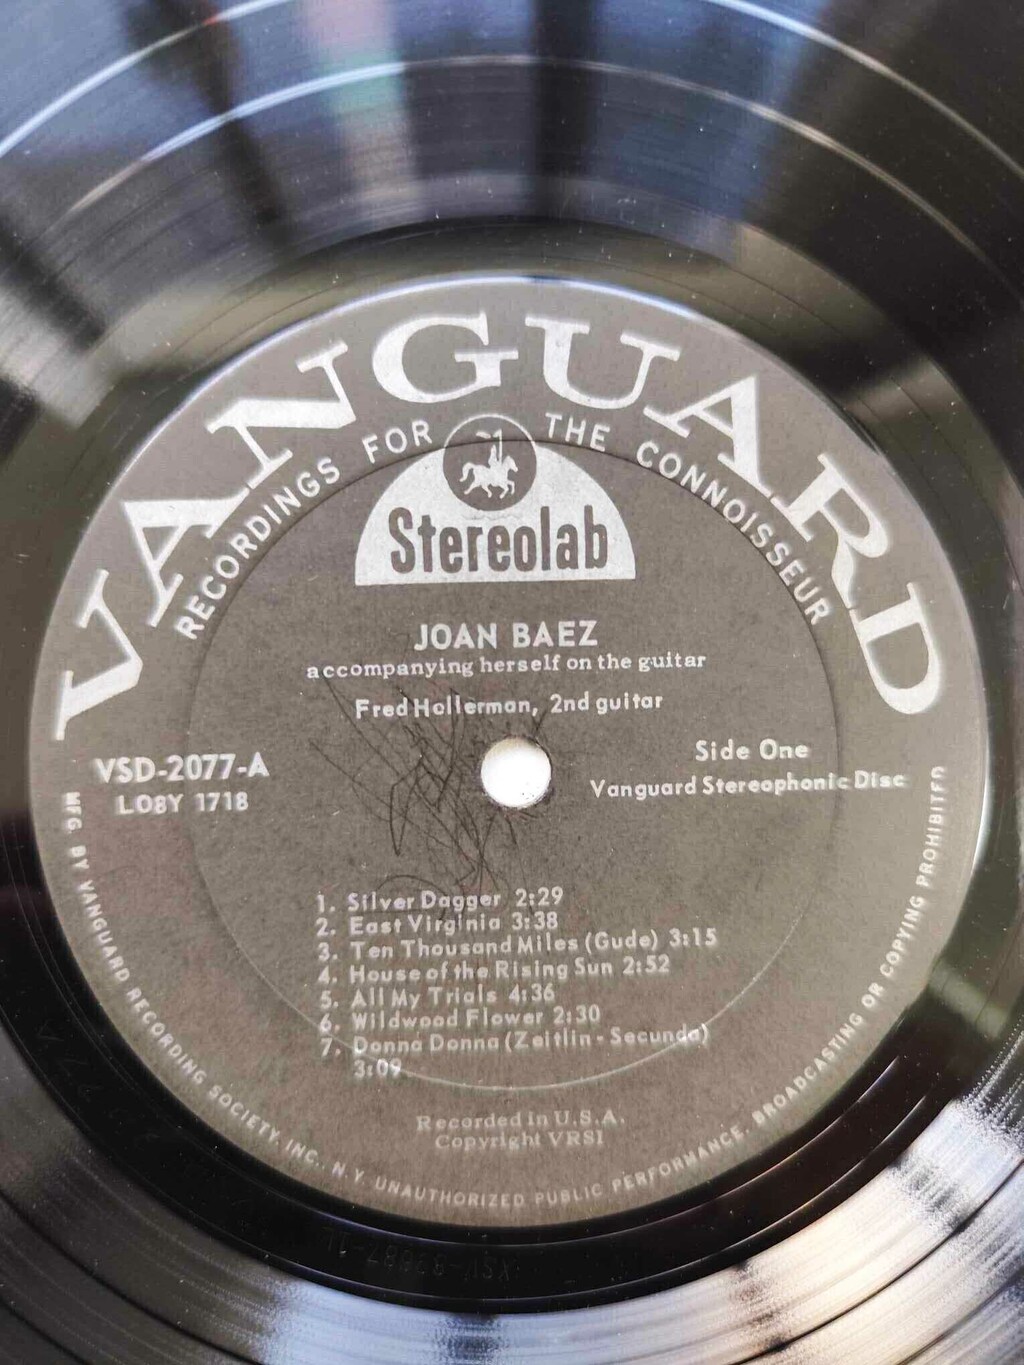 VANGUARD
RECORDINGS FOR THE CONNOISSEUR
Stereolab
JOAN BAEZ
accompanying herself on the guitar
Fred Hollerman, 2nd guitar
Side One
VSD-2077-A
Vanguard Stereophonic Disc
LO8Y 1718
1. Silver Dagger 2:29
2. East Virginia 3:38
3. Ten Thousand Miles (Gude) 3:15
4. House of the Rising Sun 2:52
5. All My Trials 4:36
6. Wildwood Flower 2:30
7. Donna Donna (Zeitlin - Secunda)
3:09
Recorded in U.S.A.
Copyright VRSI
MFG. BY VANGUARD RECORDING SOCIETY, INC., N.Y. UNAUTHORIZED PUBLIC PERFORMANCE, BROADCASTING OR COPYING PROHIBITED